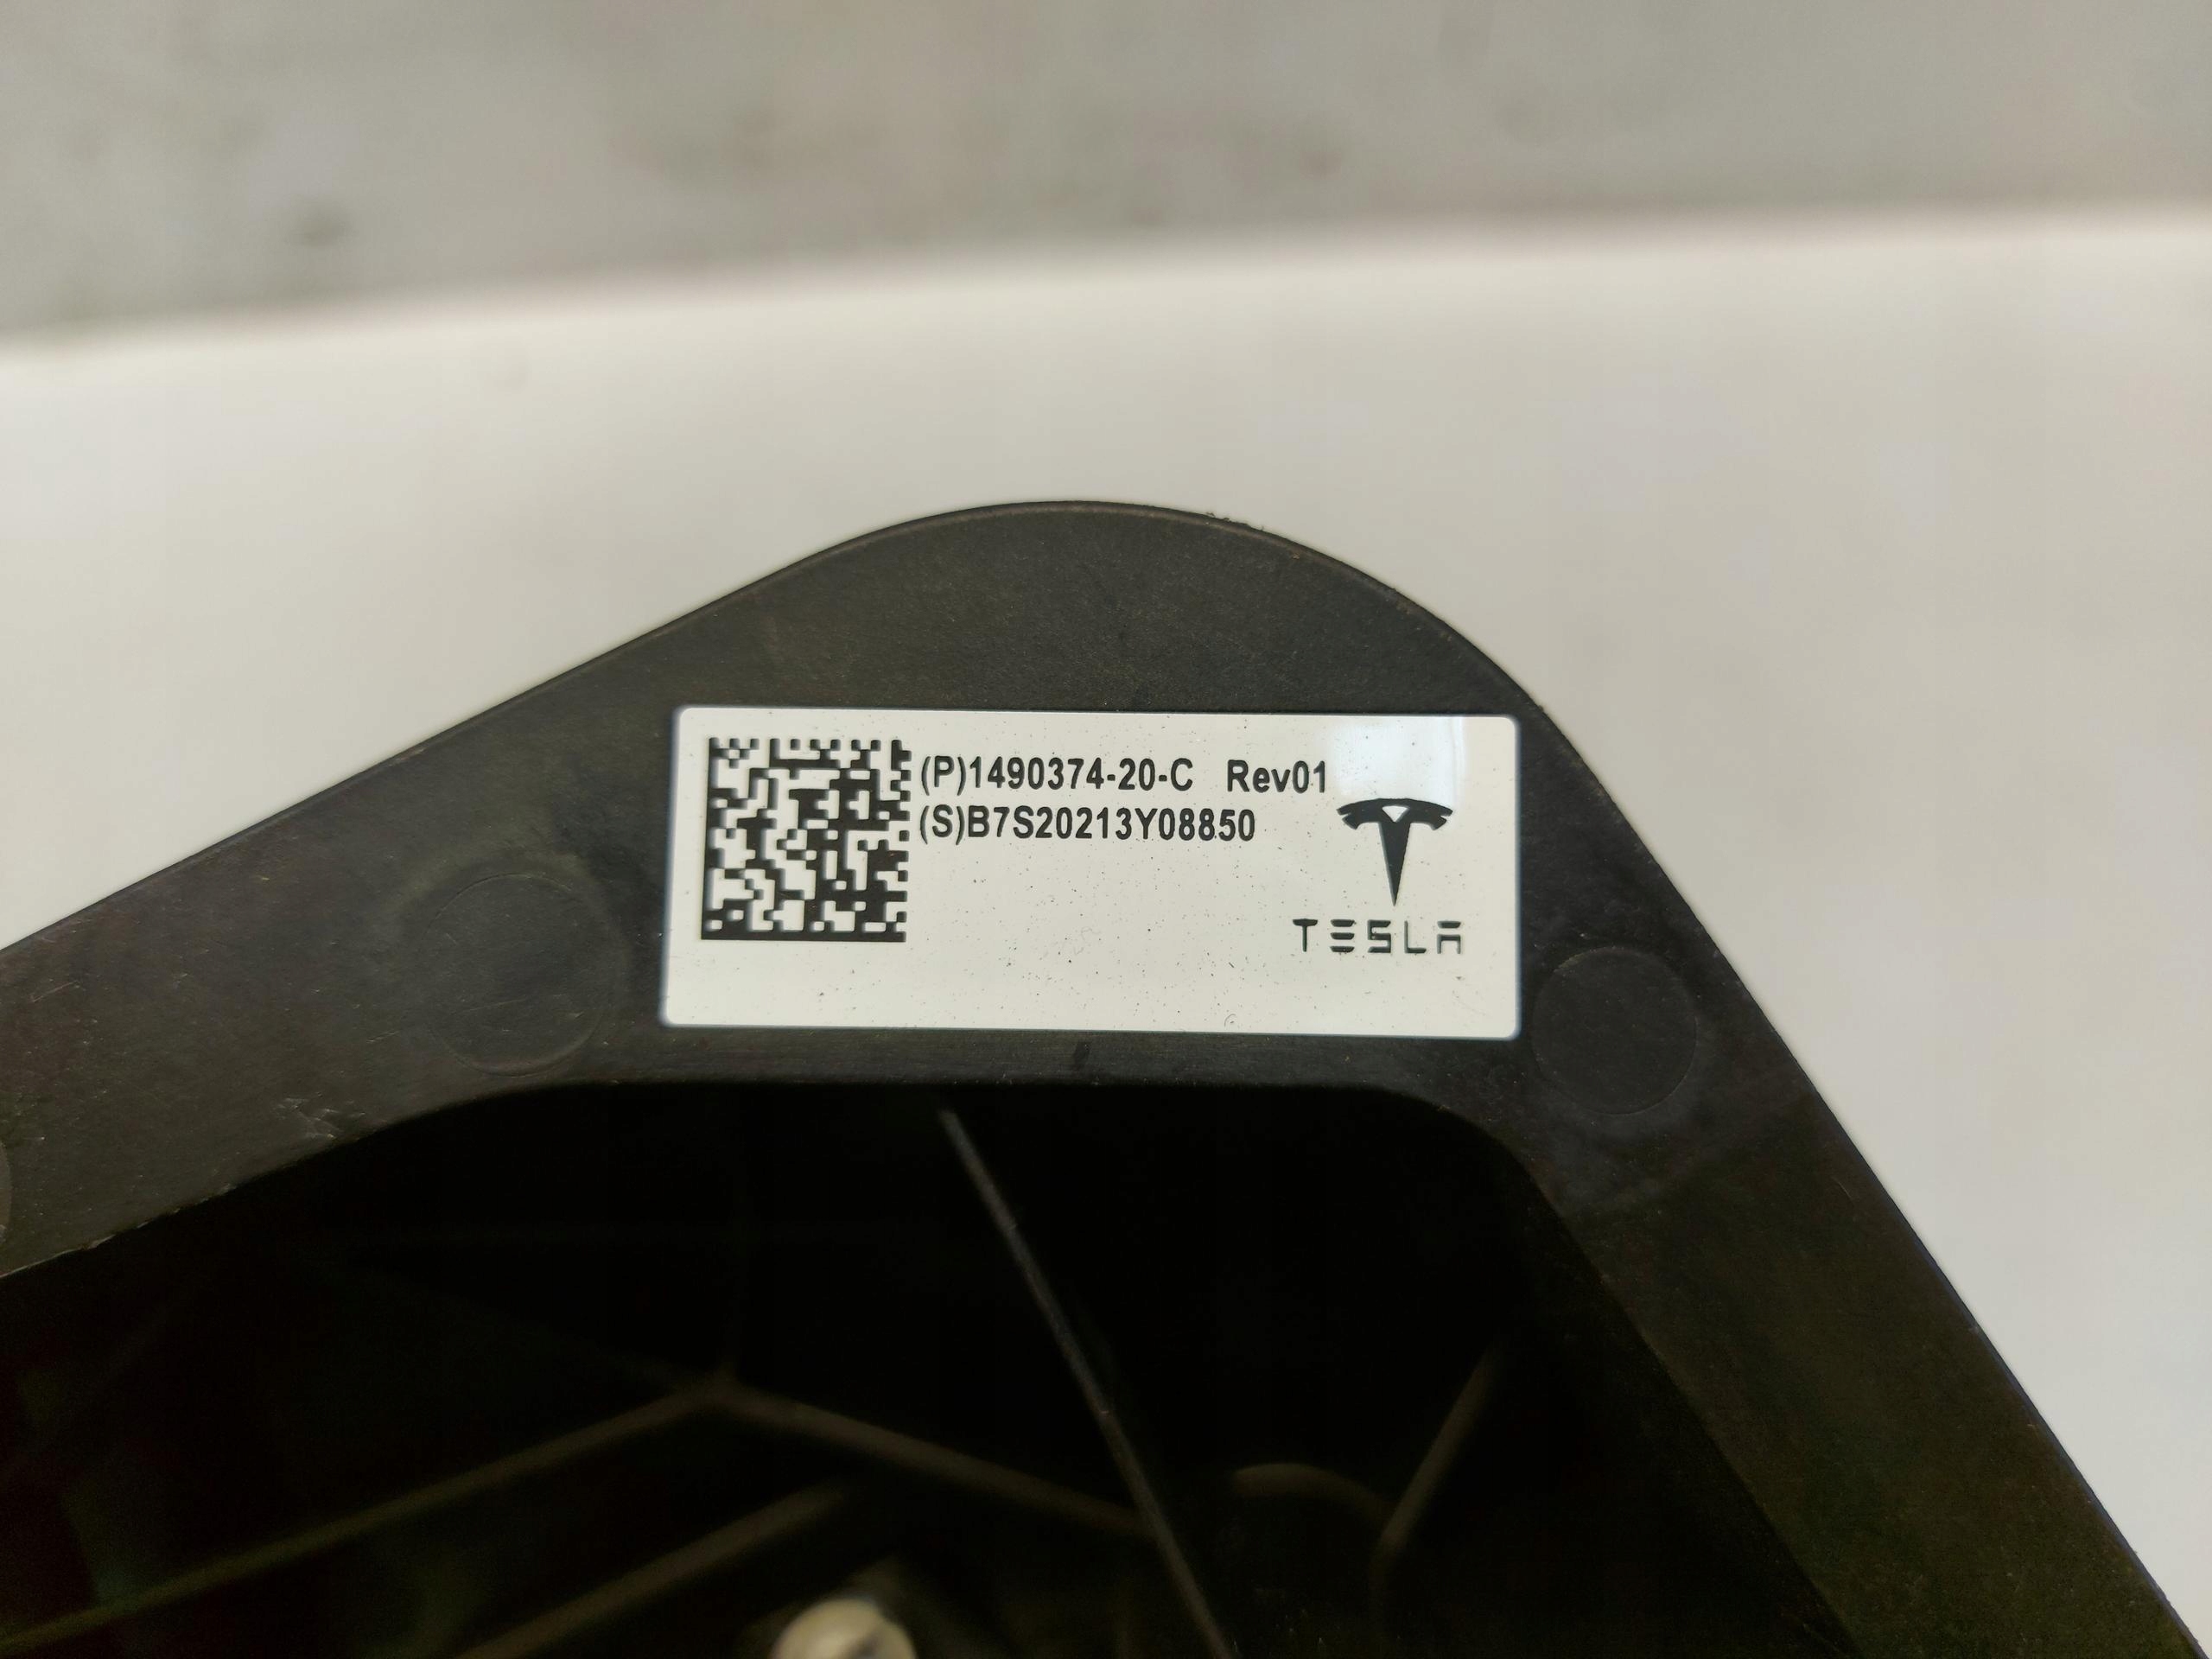 (P)1490374-20-C Rev01
(S)B7S20213Y08850
TESLA